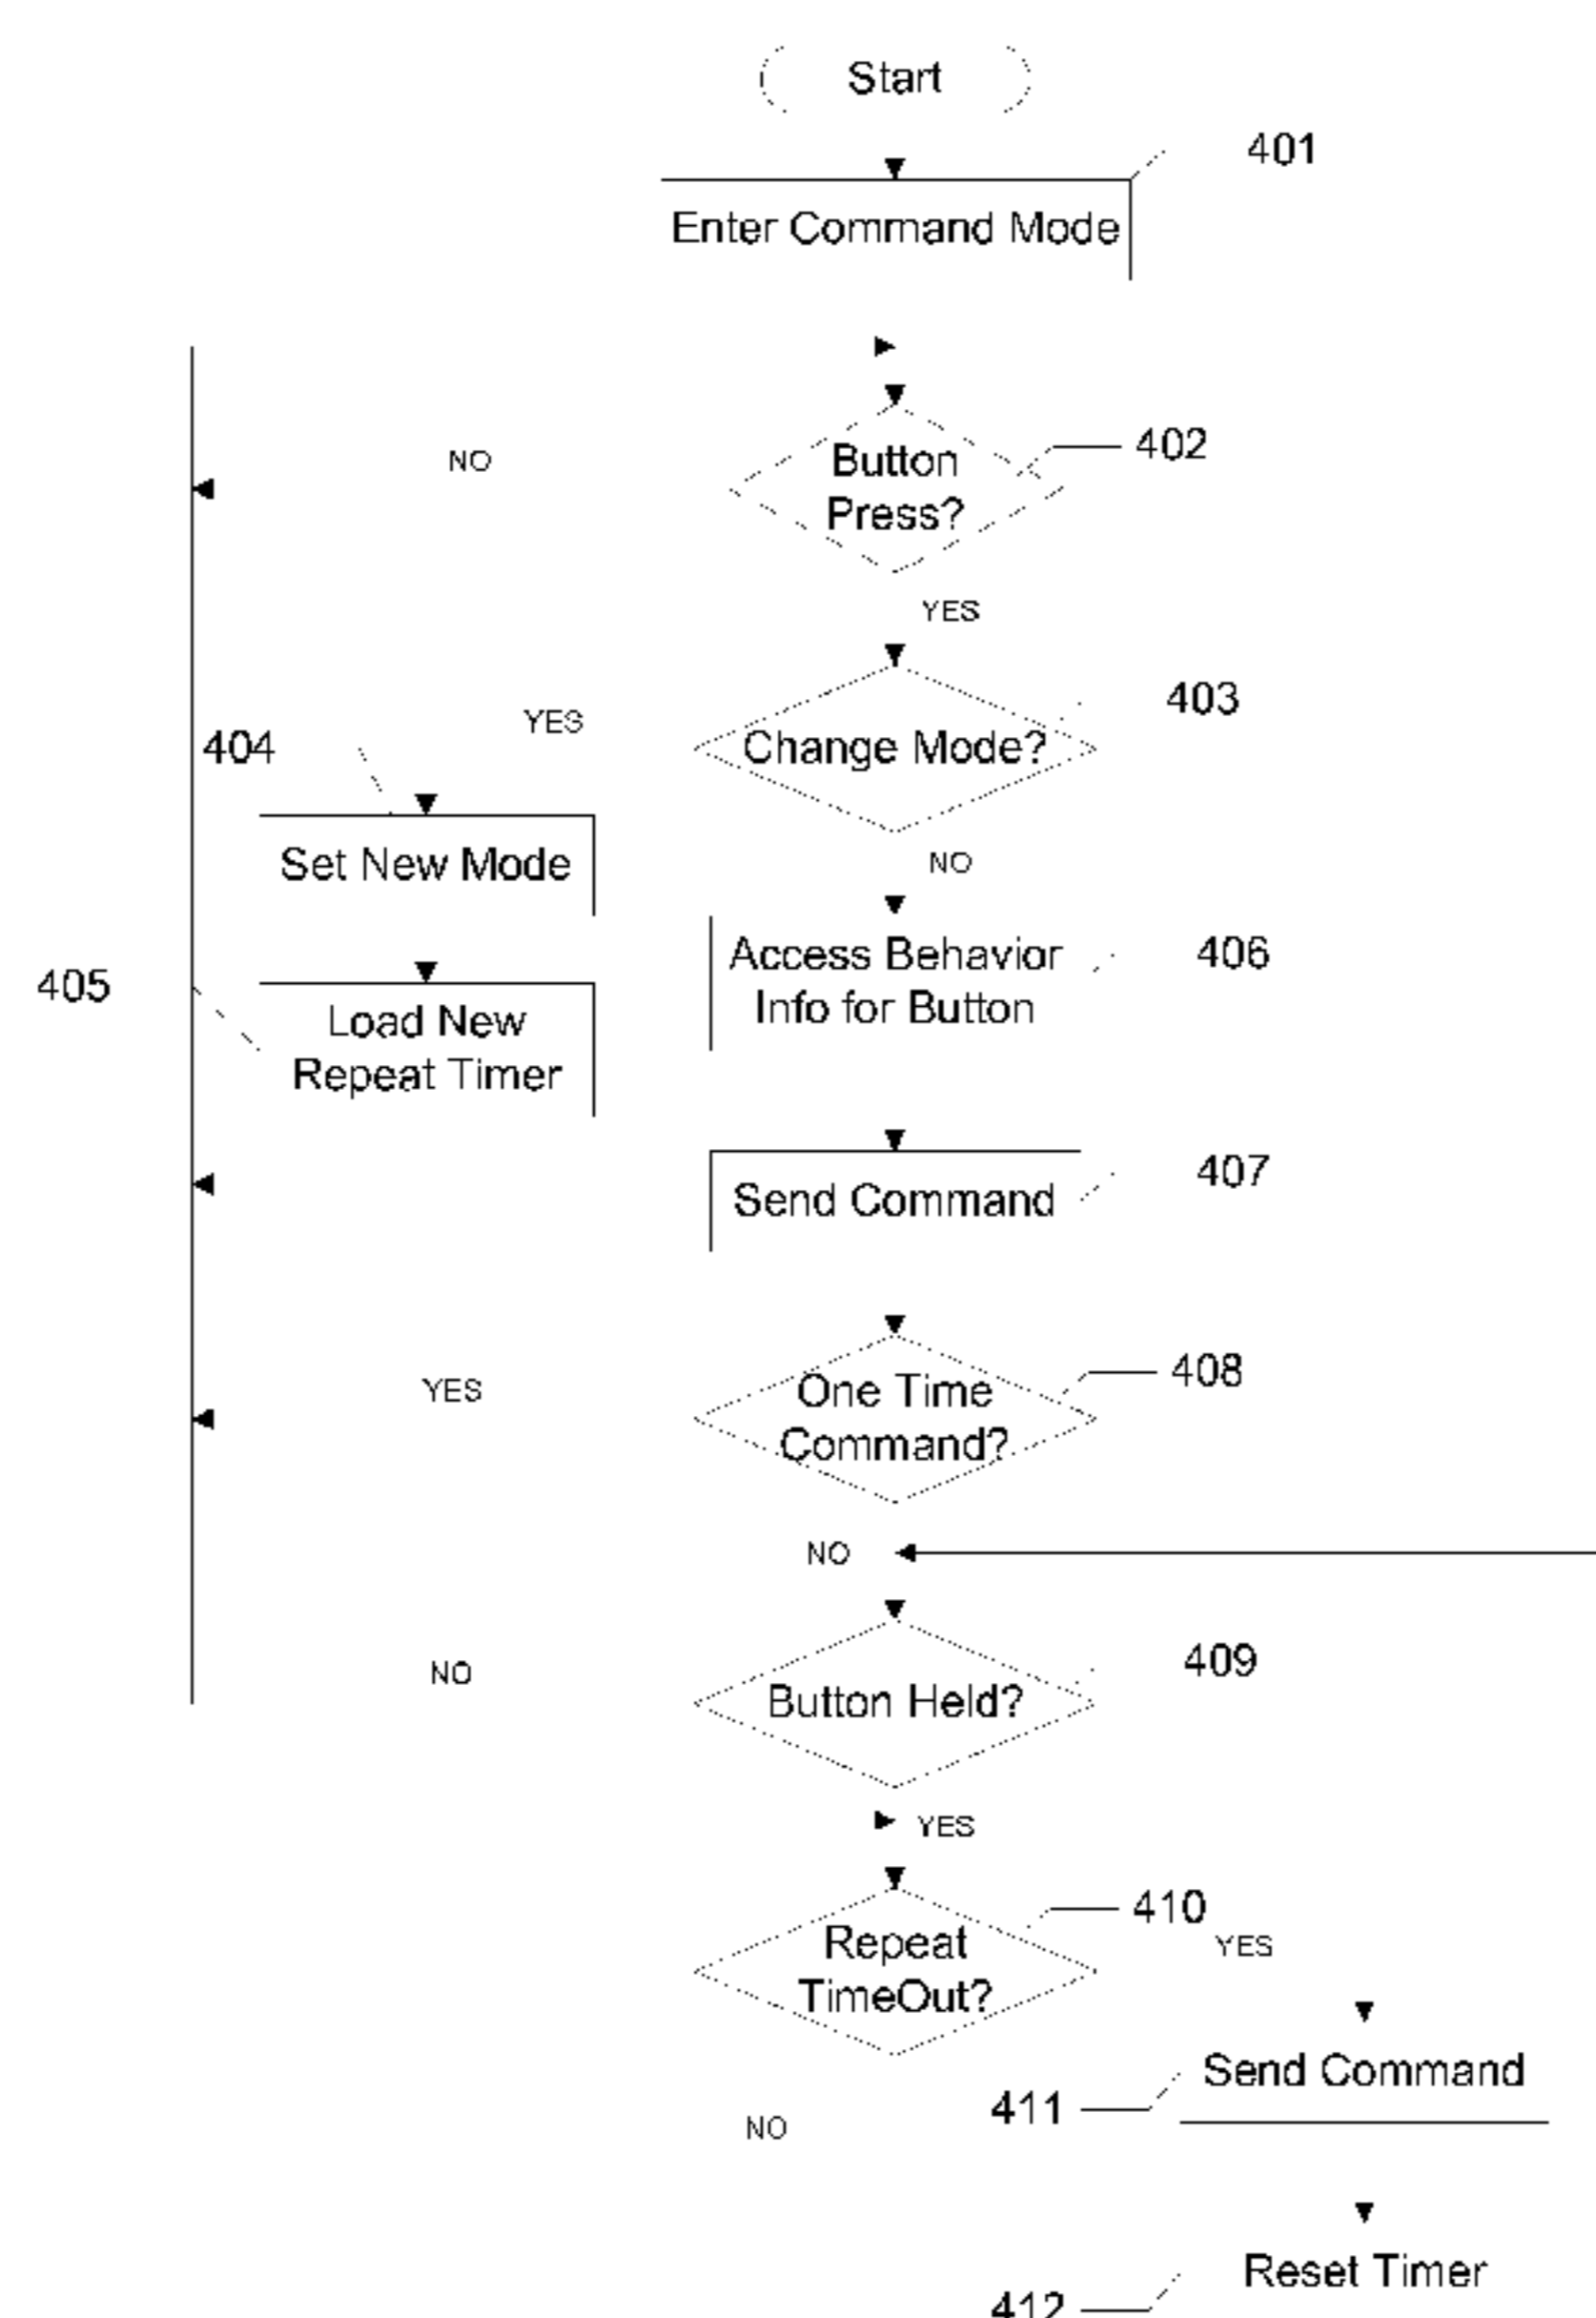 Start
401
Enter Command Mode
NO
Button
Press?
402
YES
YES
Change Mode?
403
404
NO
Set New Mode
Access Behavior
Info for Button
406
405
Load New
Repeat Timer
Send Command
407
YES
One Time
Command?
408
NO
NO
Button Held?
409
YES
Repeat
TimeOut?
410
YES
Send Command
411
NO
Reset Timer
412